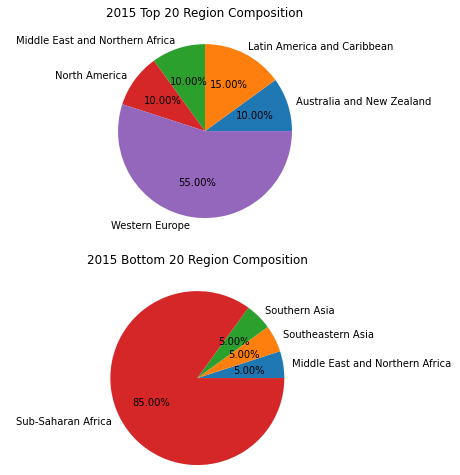 2015 Top 20 Region Composition
Middle East and Northern Africa
Latin America and Caribbean
North America
10.00%
15.00%
10.00%
Australia and New Zealand
10.00%
55.00%
Western Europe
2015 Bottom 20 Region Composition
Southern Asia
Southeastern Asia
5.00%
5.00%
Middle East and Northern Africa
5.00%
85.00%
Sub-Saharan Africa